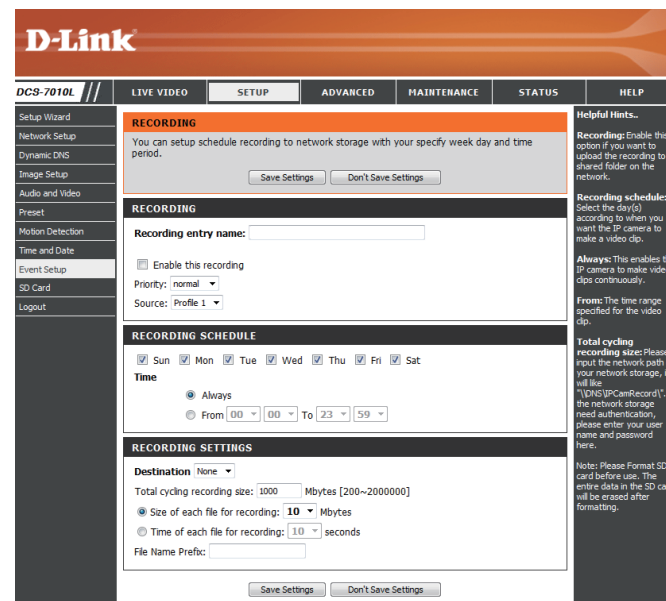 D-Link
DCS-7010L // LIVE VIDEO SETUP ADVANCED MAINTENANCE STATUS HELP
Setup Wizard
Network Setup
Dynamic DNS
Image Setup
Audio and Video
Preset
Motion Detection
Time and Date
Event Setup
SD Card
Logout
RECORDING
You can setup schedule recording to network storage with your specify week day and time
period.
Save Settings Don't Save Settings
RECORDING
Recording entry name:
Enable this recording
Priority: normal
Source: Profile 1
RECORDING SCHEDULE
Sun Mon Tue Wed Thu Fri Sat
Time
Always
From 00 00 To 23 59
RECORDING SETTINGS
Destination None
Total cycling recording size: 1000 Mbytes [200~2000000]
Size of each file for recording: 10 Mbytes
Time of each file for recording: 10 seconds
File Name Prefix:
Save Settings Don't Save Settings
Helpful Hints..
Recording: Enable this
option if you want to
upload the recording to
shared folder on the
network.
Recording schedule:
Select the day(s)
according to when you
want the IP camera to
make a video clip.
Always: This enables
IP camera to make
clips continuously.
From: The time range
specified for the video
clip.
Total cycling
recording size: Please
input the network path
your network storage,
will like
"\\DNS\IPCamRecord\".
the network storage
need authentication,
please enter your user
name and password
here.
Note: Please Format SD
card before use. The
entire data in the SD
will be erased after
formatting.